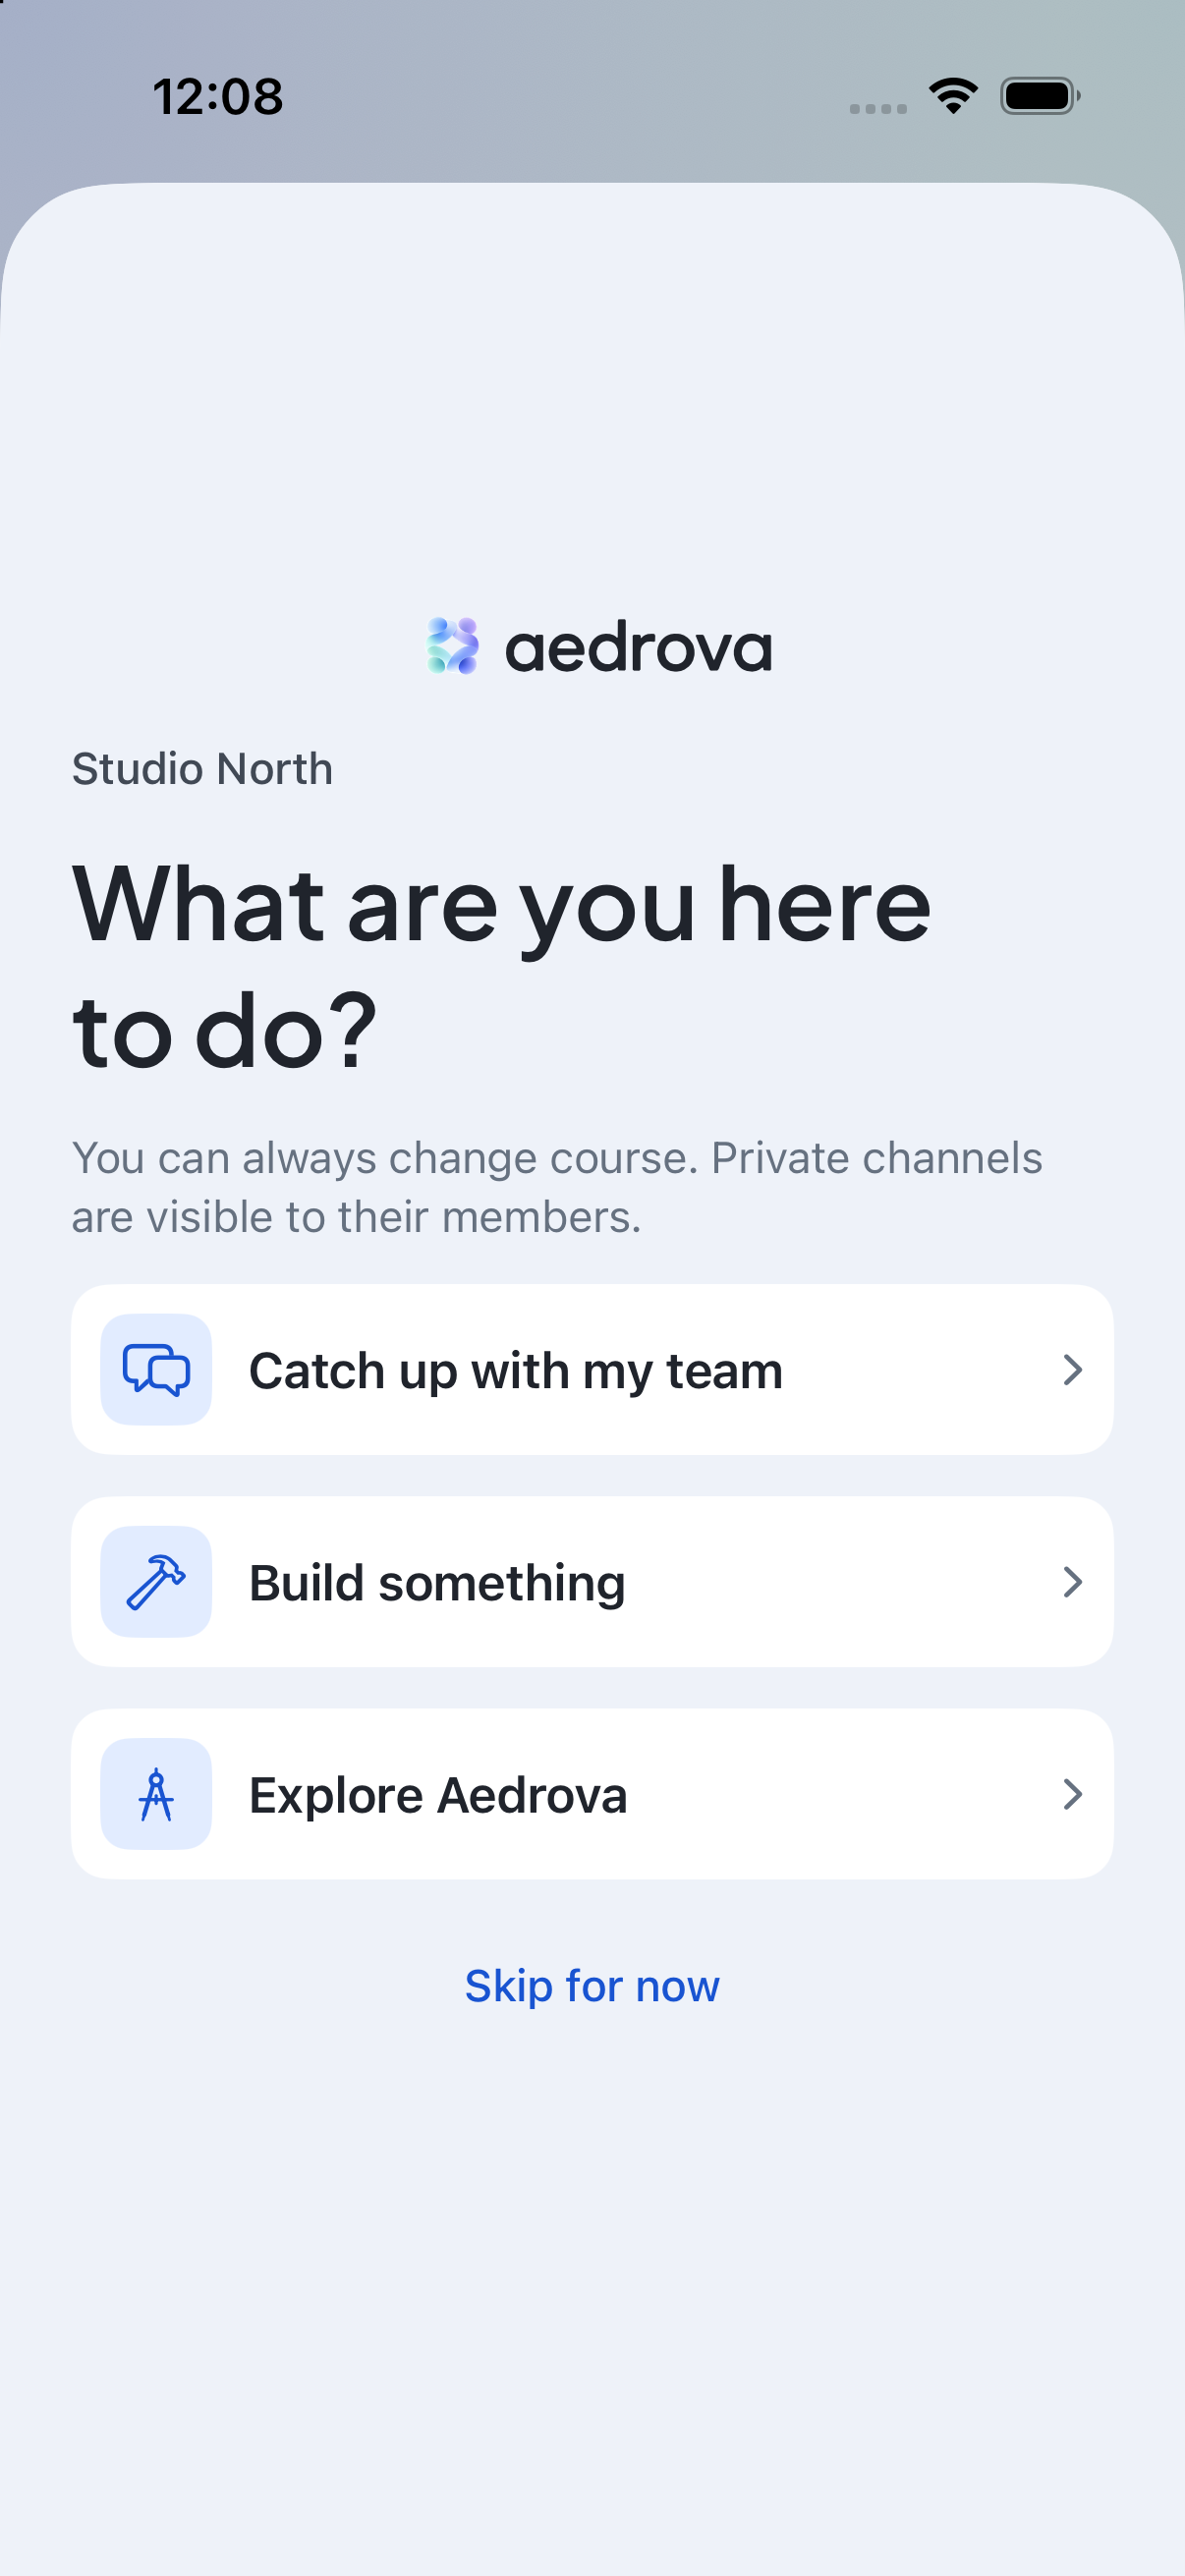 12:08
aedrova
Studio North
What are you here
to do?
You can always change course. Private channels
are visible to their members.
Catch up with my team
Build something
Explore Aedrova
Skip for now